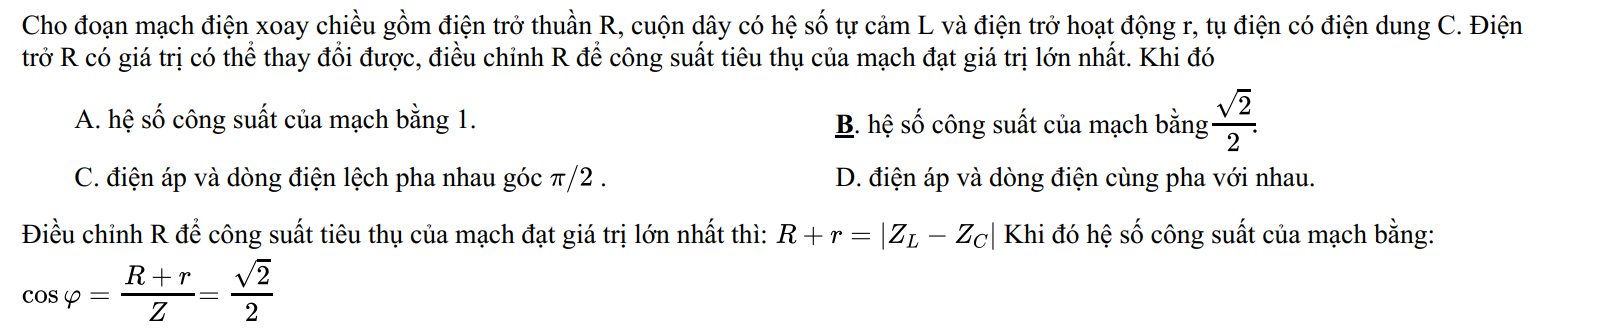 Cho đoạn mạch điện xoay chiều gồm điện trở thuần R, cuộn dây có hệ số tự cảm L và điện trở hoạt động r, tụ điện có điện dung C. Điện
trở R có giá trị có thể thay đổi được, điều chỉnh R để công suất tiêu thụ của mạch đạt giá trị lớn nhất. Khi đó
A. hệ số công suất của mạch bằng 1.
B. hệ số công suất của mạch bằng $\frac{\sqrt{2}}{2}$.
C. điện áp và dòng điện lệch pha nhau góc $\pi/2$ .
D. điện áp và dòng điện cùng pha với nhau.
Điều chỉnh R để công suất tiêu thụ của mạch đạt giá trị lớn nhất thì: $R + r = |Z_L - Z_C|$ Khi đó hệ số công suất của mạch bằng:
$\cos \varphi = \frac{R + r}{Z} = \frac{\sqrt{2}}{2}$